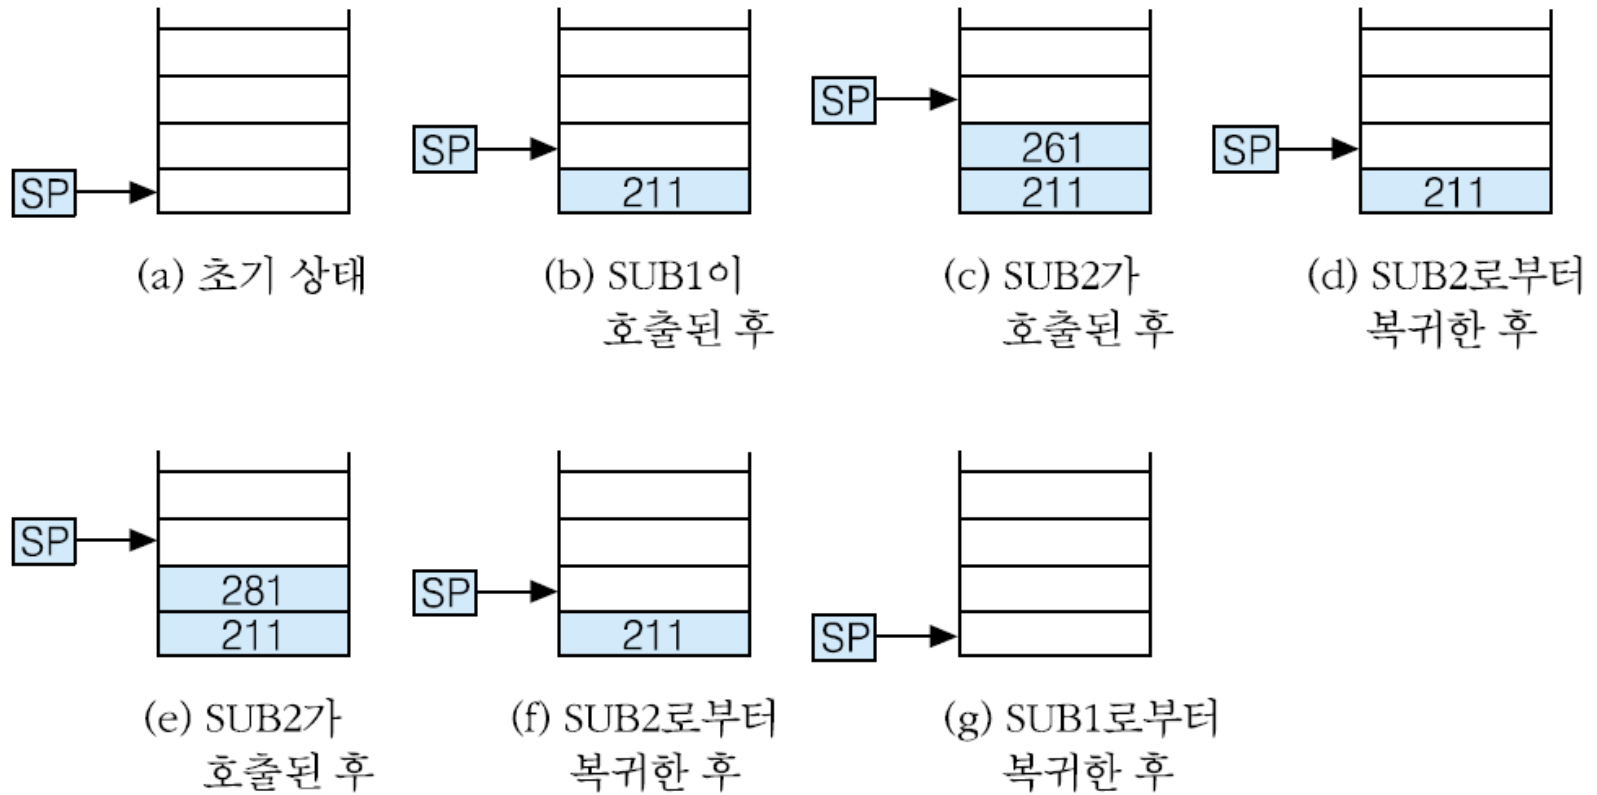 SP
(a) 초기 상태
SP
211
(b) SUB1이
호출된 후
SP
261
211
(c) SUB2가
호출된 후
SP
211
(d) SUB2로부터
복귀한 후
SP
281
211
(e) SUB2가
호출된 후
SP
211
(f) SUB2로부터
복귀한 후
SP
(g) SUB1로부터
복귀한 후